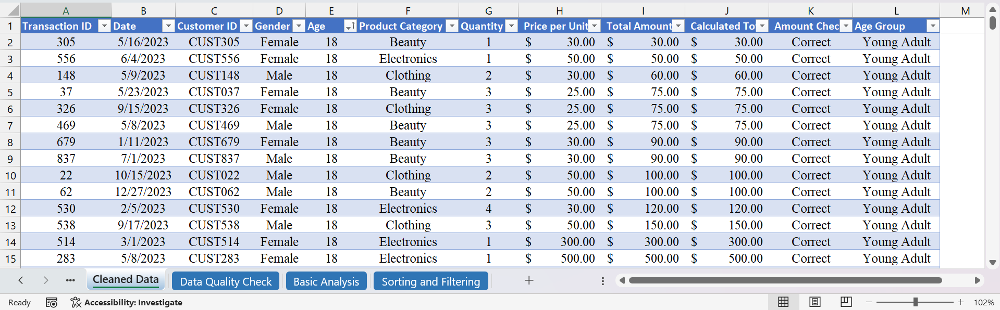 A B C D E F G H I J K L M
1 Transaction ID Date Customer ID Gender Age Product Category Quantity Price per Unit Total Amount Calculated To Amount Chec Age Group
2 305 5/16/2023 CUST305 Female 18 Beauty 1 $ 30.00 $ 30.00 $ 30.00 Correct Young Adult
3 556 6/4/2023 CUST556 Female 18 Electronics 1 $ 50.00 $ 50.00 $ 50.00 Correct Young Adult
4 148 5/9/2023 CUST148 Male 18 Clothing 2 $ 30.00 $ 60.00 $ 60.00 Correct Young Adult
5 37 5/23/2023 CUST037 Female 18 Beauty 3 $ 25.00 $ 75.00 $ 75.00 Correct Young Adult
6 326 9/15/2023 CUST326 Female 18 Clothing 3 $ 25.00 $ 75.00 $ 75.00 Correct Young Adult
7 469 5/8/2023 CUST469 Male 18 Beauty 3 $ 25.00 $ 75.00 $ 75.00 Correct Young Adult
8 679 1/11/2023 CUST679 Female 18 Beauty 3 $ 30.00 $ 90.00 $ 90.00 Correct Young Adult
9 837 7/1/2023 CUST837 Male 18 Beauty 3 $ 30.00 $ 90.00 $ 90.00 Correct Young Adult
10 22 10/15/2023 CUST022 Male 18 Clothing 2 $ 50.00 $ 100.00 $ 100.00 Correct Young Adult
11 62 12/27/2023 CUST062 Male 18 Beauty 2 $ 50.00 $ 100.00 $ 100.00 Correct Young Adult
12 530 2/5/2023 CUST530 Female 18 Electronics 4 $ 30.00 $ 120.00 $ 120.00 Correct Young Adult
13 538 9/17/2023 CUST538 Male 18 Clothing 3 $ 50.00 $ 150.00 $ 150.00 Correct Young Adult
14 514 3/1/2023 CUST514 Female 18 Electronics 1 $ 300.00 $ 300.00 $ 300.00 Correct Young Adult
15 283 5/8/2023 CUST283 Female 18 Electronics 1 $ 500.00 $ 500.00 $ 500.00 Correct Young Adult
Cleaned Data Data Quality Check Basic Analysis Sorting and Filtering
Ready Accessibility: Investigate 102%